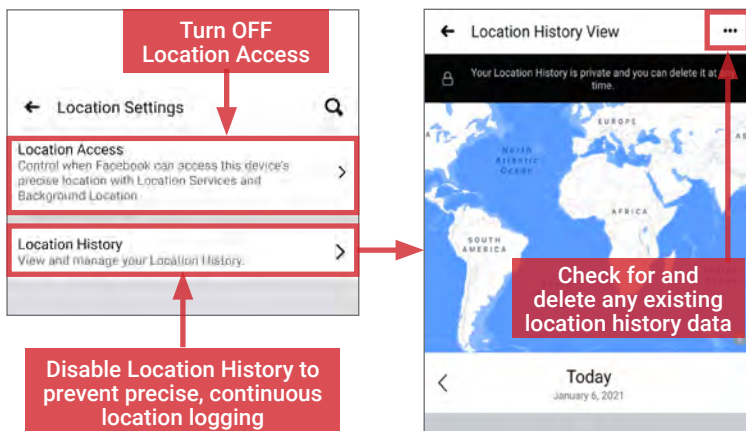 Turn OFF
Location Access
Location Settings
Location Access
Control when Facebook can access this device's
precise location with Location Services and
Background Location
Location History
View and manage your Location History.
Disable Location History to
prevent precise, continuous
location logging
Location History View
Your Location History is private and you can delete it at any
time.
EUROPE
AS
North
Atlantic
Ocean
AFRICA
SOUTH
AMERICA
Check for and
delete any existing
location history data
Today
January 6, 2021